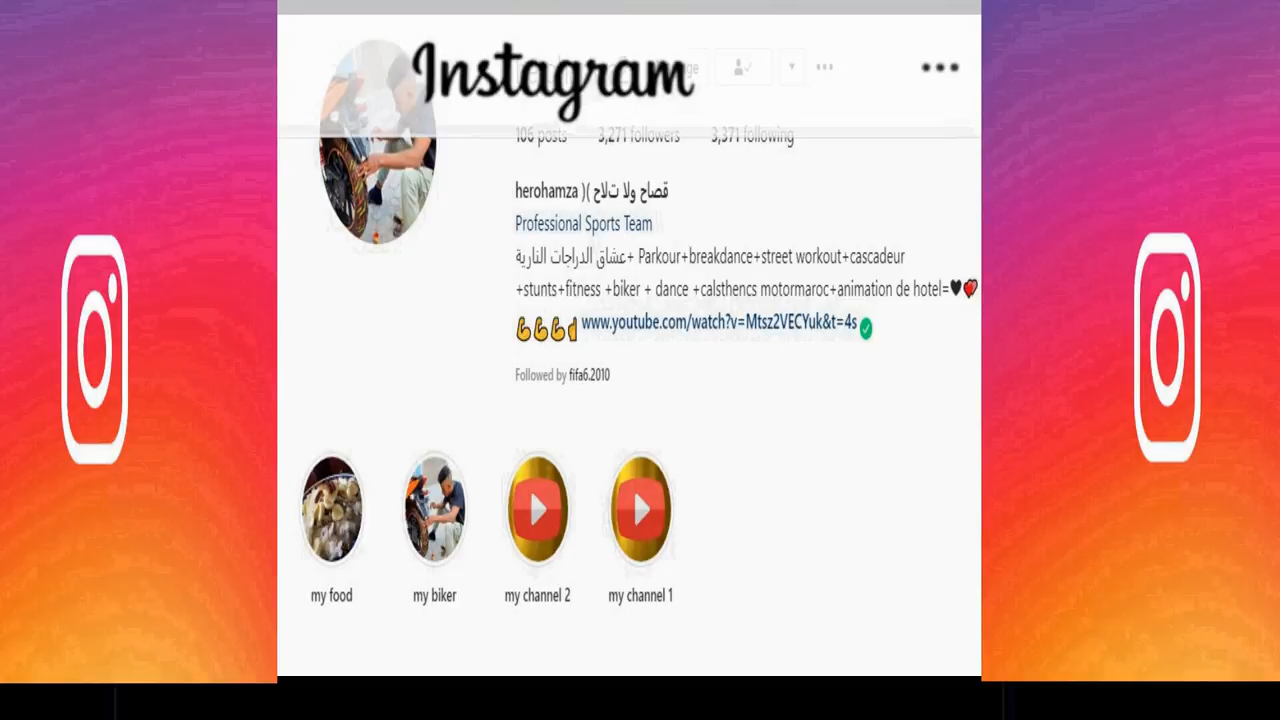 Instagram
106 posts 3,271 followers 3,371 following
herohamza )( قصاح ولا تلاح
Professional Sports Team
عشاق الدراجات النارية+ Parkour+breakdance+street workout+cascadeur
+stunts+fitness +biker + dance +calsthencs motormaroc+animation de hotel=♥💘
💪💪💪👍www.youtube.com/watch?v=Mtsz2VECYuk&t=4s
Followed by fifa6.2010
my food my biker my channel 2 my channel 1